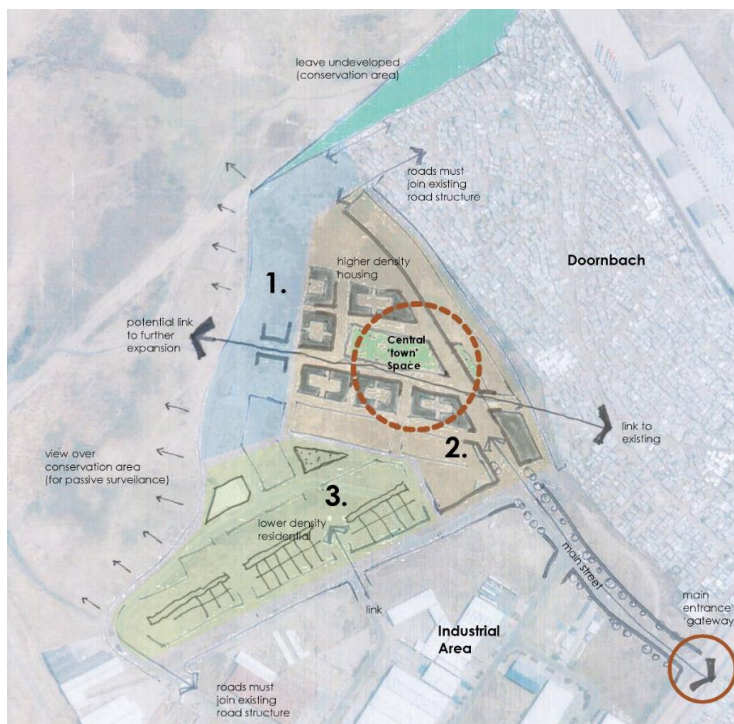 leave undeveloped
(conservation area)
roads must
join existing
road structure
Doornbach
higher density
housing
1.
potential link
to further
expansion
Central
'town'
Space
link to
existing
2.
view over
conservation area
(for passive surveilance)
3.
lower density
residential
main street
main
entrance
'gateway'
link
Industrial
Area
roads must
join existing
road structure